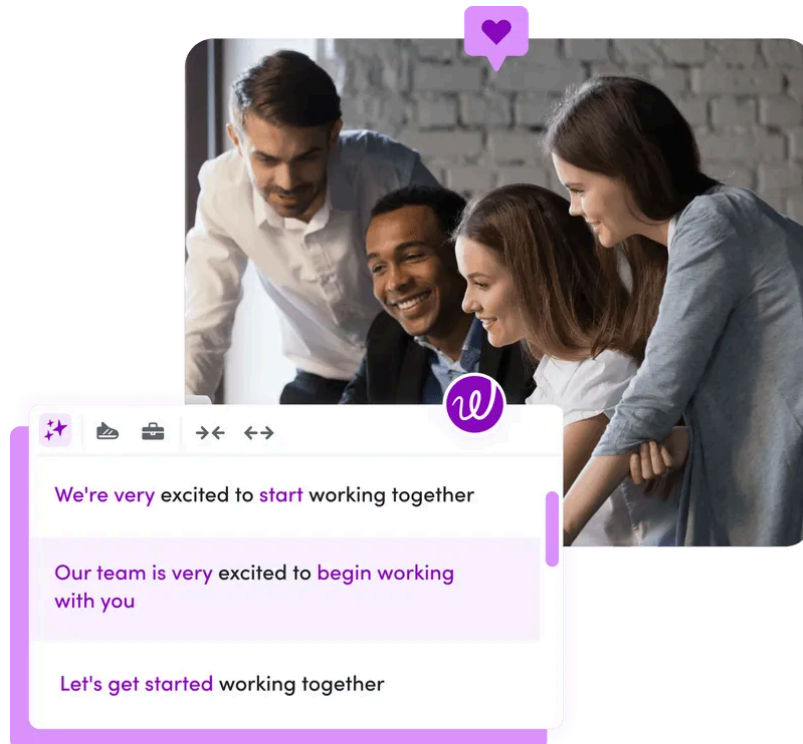 We're very excited to start working together
Our team is very excited to begin working
with you
Let's get started working together